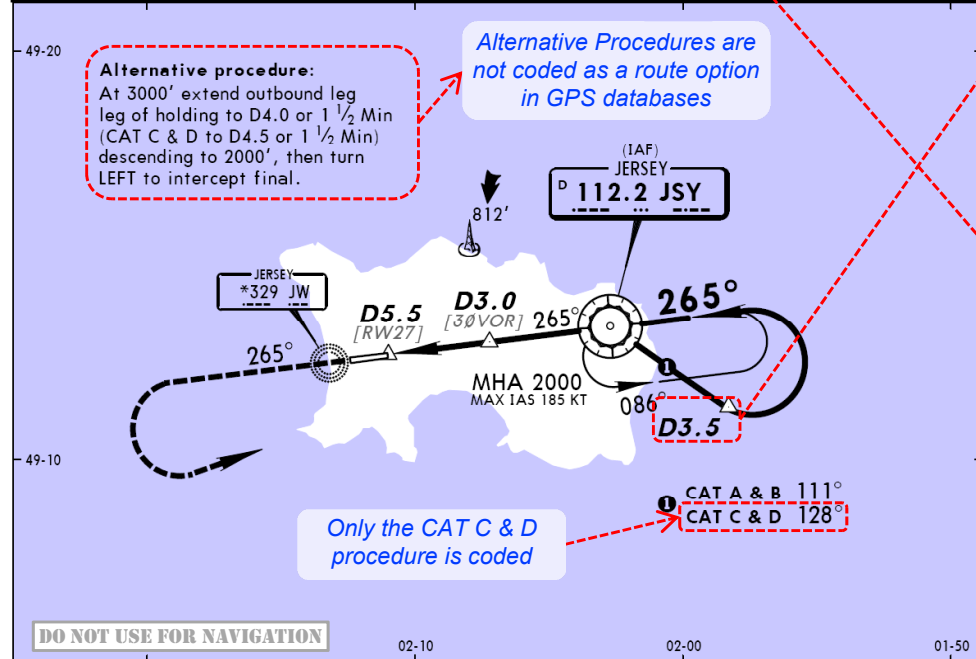 49-20
Alternative procedure:
At 3000' extend outbound leg
leg of holding to D4.0 or 1 1/2 Min
(CAT C & D to D4.5 or 1 1/2 Min)
descending to 2000', then turn
LEFT to intercept final.
Alternative Procedures are
not coded as a route option
in GPS databases
(IAF)
JERSEY
D 112.2 JSY
812'
JERSEY
*329 JW
D5.5
[RW27]
D3.0
[3ØVOR]
265°
265°
265°
MHA 2000
MAX IAS 185 KT
086°
1
D3.5
49-10
1 CAT A & B 111°
CAT C & D 128°
Only the CAT C & D
procedure is coded
DO NOT USE FOR NAVIGATION
02-10
02-00
01-50